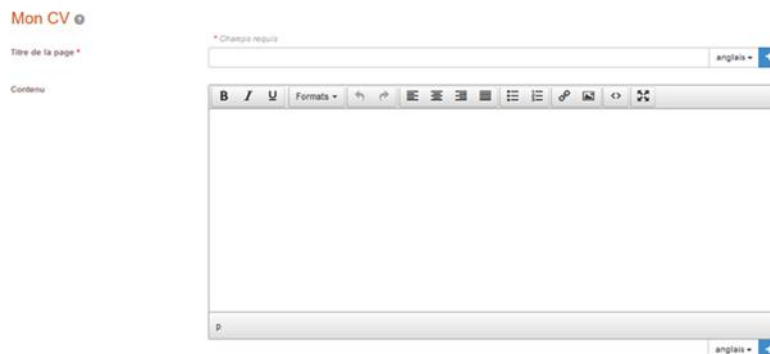 Mon CV
* Champs requis
Titre de la page *
anglais
Contenu
B I U Formats
p
anglais